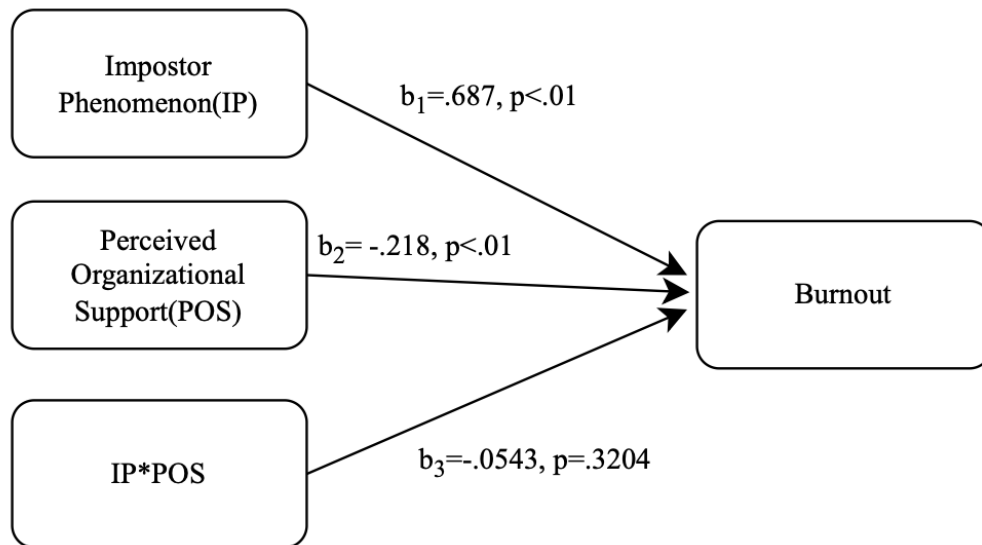 Impostor
Phenomenon(IP)
b₁=.687, p<.01
Perceived
Organizational
Support(POS)
b₂= -.218, p<.01
Burnout
IP*POS
b₃=-.0543, p=.3204